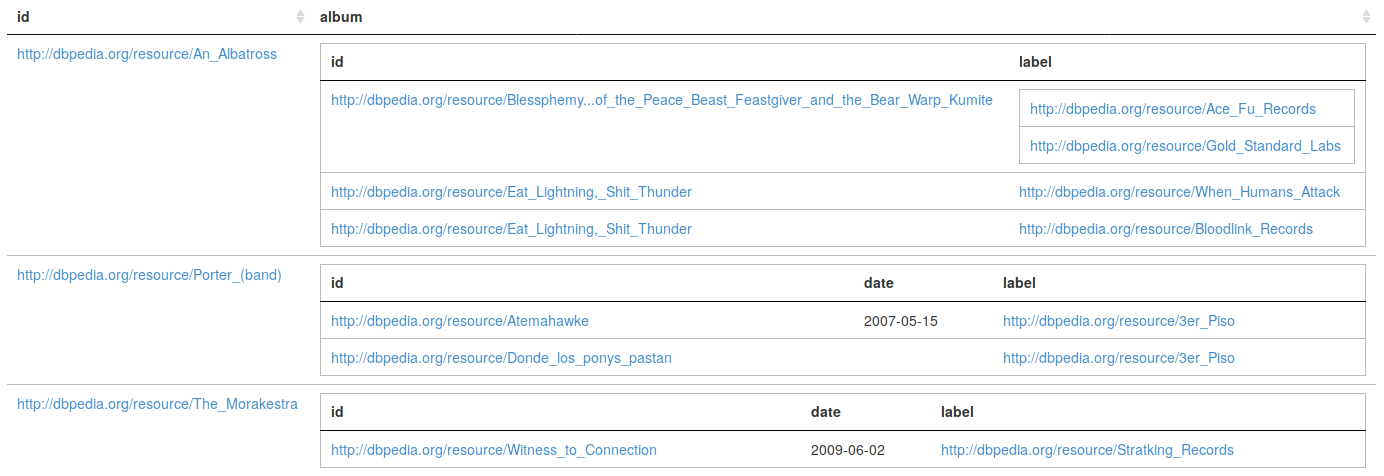 id album
http://dbpedia.org/resource/An_Albatross
id label
http://dbpedia.org/resource/Blessphemy...of_the_Peace_Beast_Feastgiver_and_the_Bear_Warp_Kumite http://dbpedia.org/resource/Ace_Fu_Records
http://dbpedia.org/resource/Gold_Standard_Labs
http://dbpedia.org/resource/Eat_Lightning,_Shit_Thunder http://dbpedia.org/resource/When_Humans_Attack
http://dbpedia.org/resource/Eat_Lightning,_Shit_Thunder http://dbpedia.org/resource/Bloodlink_Records
http://dbpedia.org/resource/Porter_(band)
id date label
http://dbpedia.org/resource/Atemahawke 2007-05-15 http://dbpedia.org/resource/3er_Piso
http://dbpedia.org/resource/Donde_los_ponys_pastan http://dbpedia.org/resource/3er_Piso
http://dbpedia.org/resource/The_Morakestra
id date label
http://dbpedia.org/resource/Witness_to_Connection 2009-06-02 http://dbpedia.org/resource/Stratking_Records